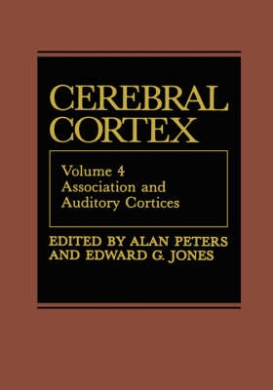 CEREBRAL
CORTEX
Volume 4
Association and
Auditory Cortices
EDITED BY ALAN PETERS
AND EDWARD G. JONES